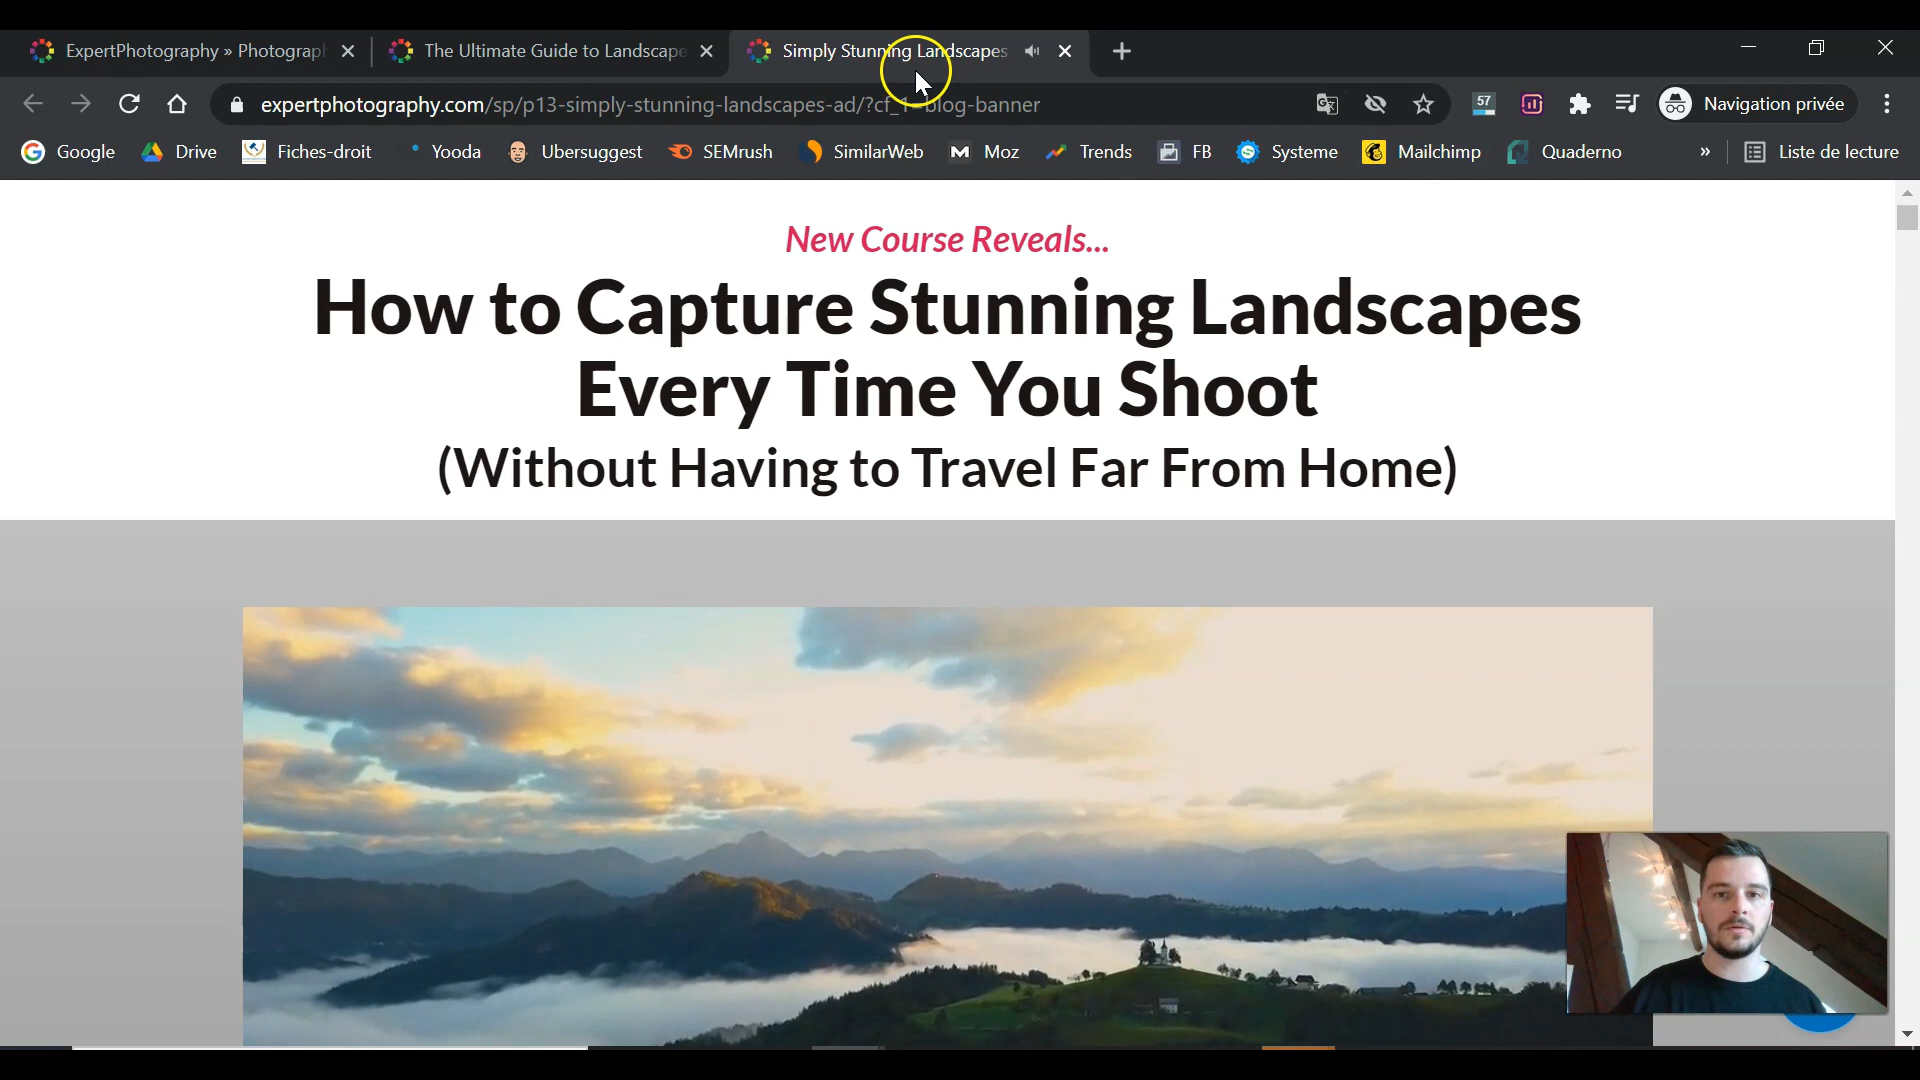 ExpertPhotography » Photograph
The Ultimate Guide to Landscape
Simply Stunning Landscapes
expertphotography.com/sp/p13-simply-stunning-landscapes-ad/?cf_1=blog-banner
57
Navigation privée
Google
Drive
Fiches-droit
Yooda
Ubersuggest
SEMrush
SimilarWeb
Moz
Trends
FB
Systeme
Mailchimp
Quaderno
»
Liste de lecture
New Course Reveals...
How to Capture Stunning Landscapes
Every Time You Shoot
(Without Having to Travel Far From Home)